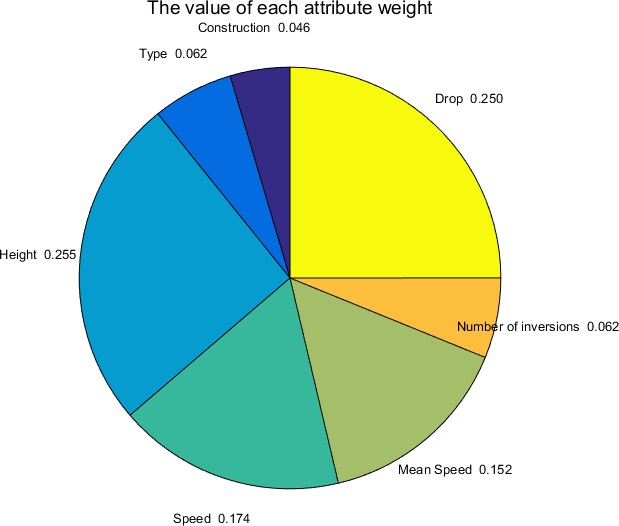 The value of each attribute weight
Construction 0.046
Type 0.062
Drop 0.250
Height 0.255
Number of inversions 0.062
Mean Speed 0.152
Speed 0.174